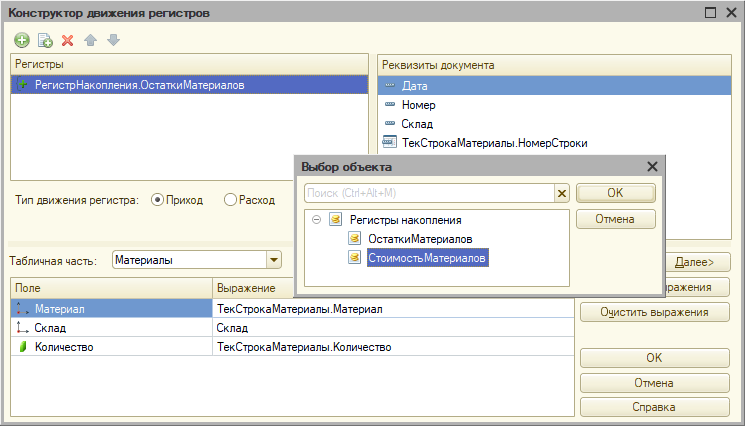 Конструктор движения регистров
Регистры
РегистрНакопления.ОстаткиМатериалов
Реквизиты документа
Дата
Номер
Склад
ТекСтрокаМатериалы.НомерСтроки
Выбор объекта
Поиск (Ctrl+Alt+M)
OK
Отмена
Регистры накопления
ОстаткиМатериалов
СтоимостьМатериалов
Тип движения регистра:
Приход
Расход
Табличная часть:
Материалы
Далее>
Поле
Выражение
Материал
ТекСтрокаМатериалы.Материал
Склад
Склад
Количество
ТекСтрокаМатериалы.Количество
ыражения
Очистить выражения
OK
Отмена
Справка